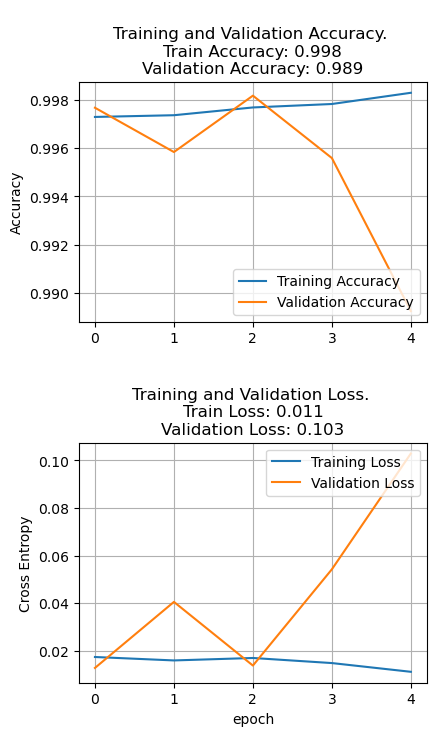 Training and Validation Accuracy.
Train Accuracy: 0.998
Validation Accuracy: 0.989
0.998
0.996
0.994
0.992
0.990
Accuracy
Training Accuracy
Validation Accuracy
0 1 2 3 4
Training and Validation Loss.
Train Loss: 0.011
Validation Loss: 0.103
0.10
0.08
0.06
0.04
0.02
Cross Entropy
Training Loss
Validation Loss
0 1 2 3 4
epoch